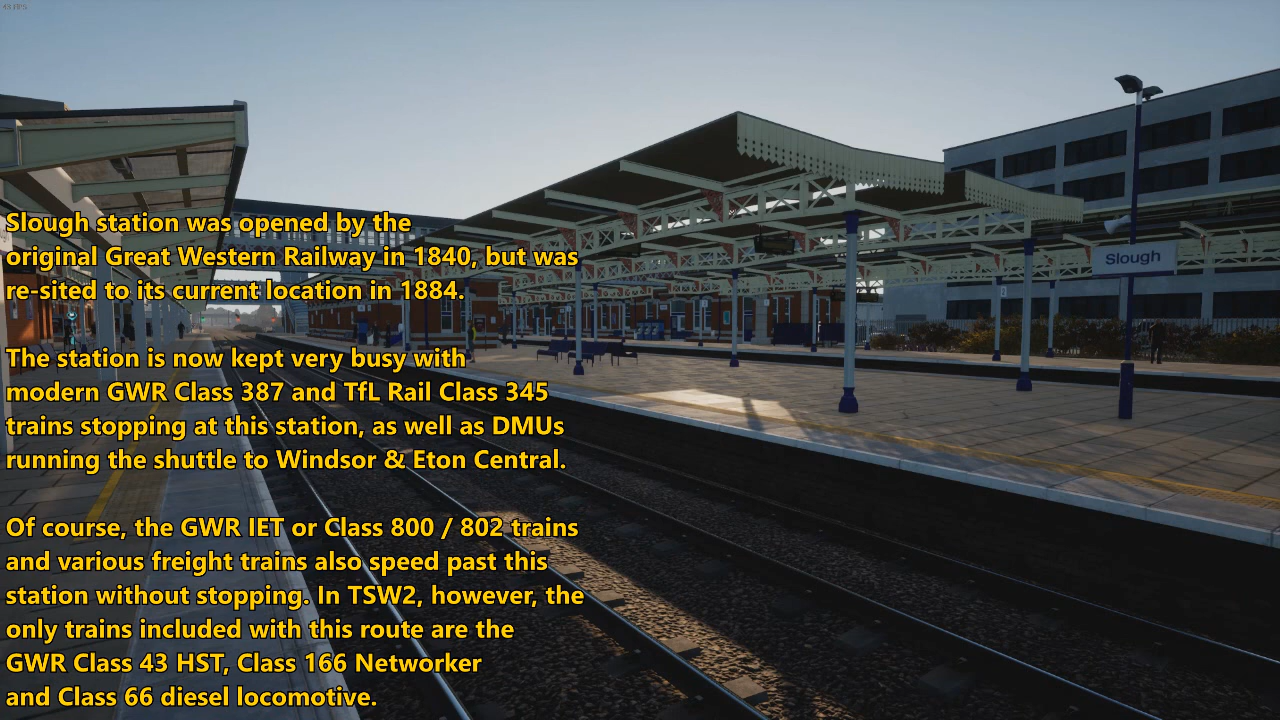 Slough station was opened by the
original Great Western Railway in 1840, but was
re-sited to its current location in 1884.
The station is now kept very busy with
modern GWR Class 387 and TfL Rail Class 345
trains stopping at this station, as well as DMUs
running the shuttle to Windsor & Eton Central.
Of course, the GWR IET or Class 800 / 802 trains
and various freight trains also speed past this
station without stopping. In TSW2, however, the
only trains included with this route are the
GWR Class 43 HST, Class 166 Networker
and Class 66 diesel locomotive.
Slough